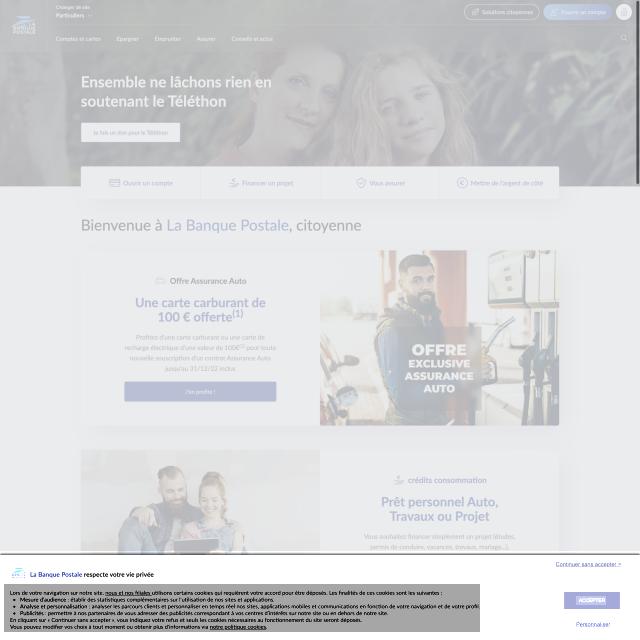 Changer de site
Particuliers
Solutions citoyennes
Ouvrir un compte
LA BANQUE POSTALE
Comptes et cartes
Épargner
Emprunter
Assurer
Conseils et actus
Ensemble ne lâchons rien en
soutenant le Téléthon
Je fais un don pour le Téléthon
Ouvrir un compte
Financer un projet
Vous assurer
Mettre de l'argent de côté
Bienvenue à La Banque Postale, citoyenne
Offre Assurance Auto
Une carte carburant de
100 € offerte(1)
Profitez d'une carte carburant ou une carte de
recharge électrique d'une valeur de 100€(1) pour toute
nouvelle souscription d'un contrat Assurance Auto
jusqu'au 31/12/22 inclus
J'en profite !
OFFRE
EXCLUSIVE
ASSURANCE
AUTO
crédits consommation
Prêt personnel Auto,
Travaux ou Projet
Vous souhaitez financer simplement un projet (études,
permis de conduire, vacances, travaux, mariage...),
Continuer sans accepter >
La Banque Postale respecte votre vie privée
Lors de votre navigation sur notre site, nous et nos filiales utilisons certains cookies qui requièrent votre accord pour être déposés. Les finalités de ces cookies sont les suivantes :
• Mesure d'audience : établir des statistiques complémentaires sur l'utilisation de nos sites et applications.
• Analyse et personnalisation : analyser les parcours clients et personnaliser en temps réel nos sites, applications mobiles et communications en fonction de votre navigation et de votre profil.
• Publicités : permettre à nos partenaires de vous adresser des publicités correspondant à vos centres d'intérêts sur notre site ou en dehors de notre site.
En cliquant sur « Continuer sans accepter », vous indiquez votre refus et seuls les cookies nécessaires au fonctionnement du site seront déposés.
Vous pouvez modifier vos choix à tout moment ou obtenir plus d'informations via notre politique cookies.
ACCEPTER
Personnaliser